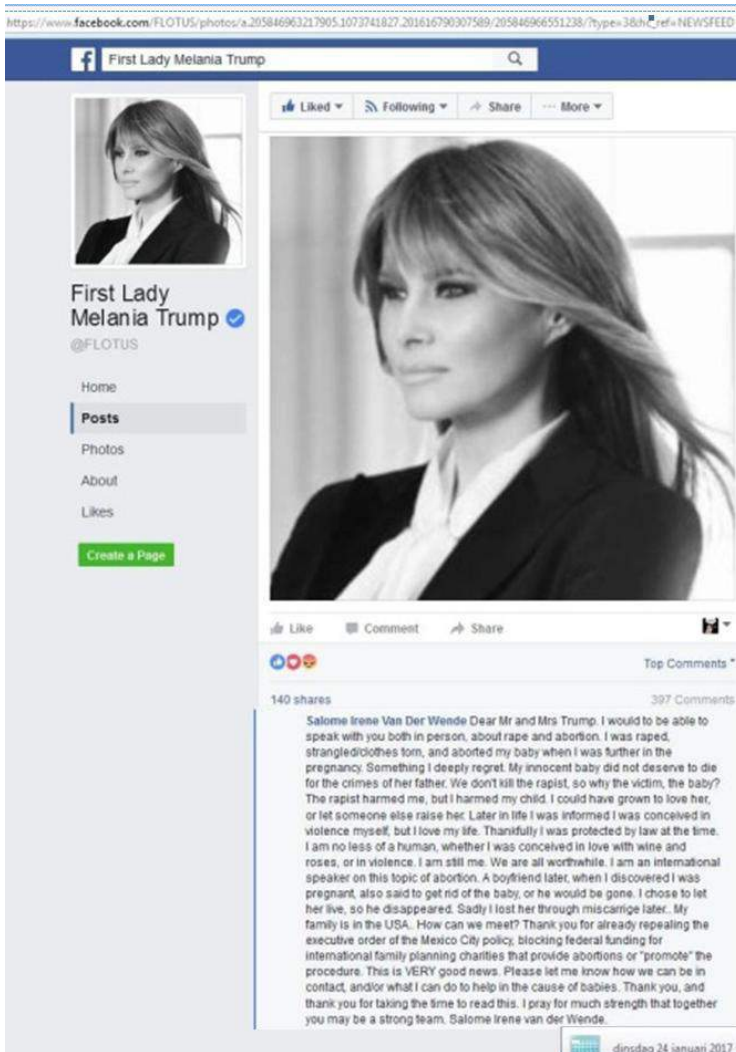 https://www.facebook.com/FLOTUS/photos/a.205846963217905.1073741827.201616790307589/205846966551238/?type=3&hc_ref=NEWSFEED
First Lady Melania Trump
Liked
Following
Share
More
First Lady
Melania Trump
@FLOTUS
Home
Posts
Photos
About
Likes
Create a Page
Like
Comment
Share
Top Comments
140 shares
397 Comments
Salome Irene Van Der Wende Dear Mr and Mrs Trump. I would to be able to
speak with you both in person, about rape and abortion. I was raped,
strangled/clothes torn, and aborted my baby when I was further in the
pregnancy. Something I deeply regret. My innocent baby did not deserve to die
for the crimes of her father. We don't kill the rapist, so why the victim, the baby?
The rapist harmed me, but I harmed my child. I could have grown to love her,
or let someone else raise her. Later in life I was informed I was conceived in
violence myself, but I love my life. Thankfully I was protected by law at the time.
I am no less of a human, whether I was conceived in love with wine and
roses, or in violence. I am still me. We are all worthwhile. I am an international
speaker on this topic of abortion. A boyfriend later, when I discovered I was
pregnant, also said to get rid of the baby, or he would be gone. I chose to let
her live, so he disappeared. Sadly I lost her through miscarrige later.. My
family is in the USA.. How can we meet? Thank you for already repealing the
executive order of the Mexico City policy, blocking federal funding for
international family planning charities that provide abortions or "promote" the
procedure. This is VERY good news. Please let me know how we can be in
contact, and/or what I can do to help in the cause of babies. Thank you, and
thank you for taking the time to read this. I pray for much strength that together
you may be a strong team. Salome Irene van der Wende.
dinsdag 24 januari 2017